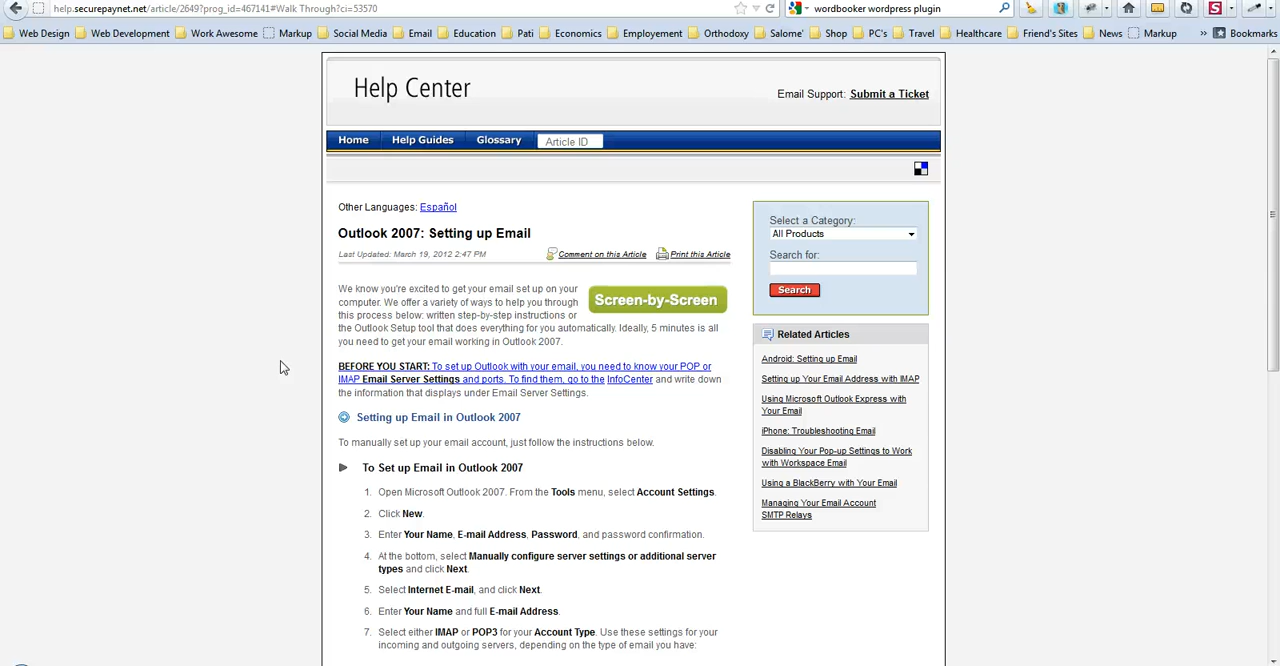 help.securepaynet.net/article/2649?prog_id=467141#Walk Through?ci=53570
wordbooker wordpress plugin
Web Design Web Development Work Awesome Markup Social Media Email Education Pati Economics Employement Orthodoxy Salome' Shop PC's Travel Healthcare Friend's Sites News Markup » Bookmarks
Help Center
Email Support: Submit a Ticket
Home Help Guides Glossary Article ID
Other Languages: Español
Outlook 2007: Setting up Email
Last Updated: March 19, 2012 2:47 PM Comment on this Article Print this Article
We know you're excited to get your email set up on your
computer. We offer a variety of ways to help you through
this process below: written step-by-step instructions or
the Outlook Setup tool that does everything for you automatically. Ideally, 5 minutes is all
you need to get your email working in Outlook 2007.
Screen-by-Screen
BEFORE YOU START: To set up Outlook with your email, you need to know your POP or
IMAP Email Server Settings and ports. To find them, go to the InfoCenter and write down
the information that displays under Email Server Settings.
Setting up Email in Outlook 2007
To manually set up your email account, just follow the instructions below.
To Set up Email in Outlook 2007
1. Open Microsoft Outlook 2007. From the Tools menu, select Account Settings.
2. Click New.
3. Enter Your Name, E-mail Address, Password, and password confirmation.
4. At the bottom, select Manually configure server settings or additional server
types and click Next.
5. Select Internet E-mail, and click Next.
6. Enter Your Name and full E-mail Address.
7. Select either IMAP or POP3 for your Account Type. Use these settings for your
incoming and outgoing servers, depending on the type of email you have:
Select a Category:
All Products
Search for:
Search
Related Articles
Android: Setting up Email
Setting up Your Email Address with IMAP
Using Microsoft Outlook Express with
Your Email
iPhone: Troubleshooting Email
Disabling Your Pop-up Settings to Work
with Workspace Email
Using a BlackBerry with Your Email
Managing Your Email Account
SMTP Relays